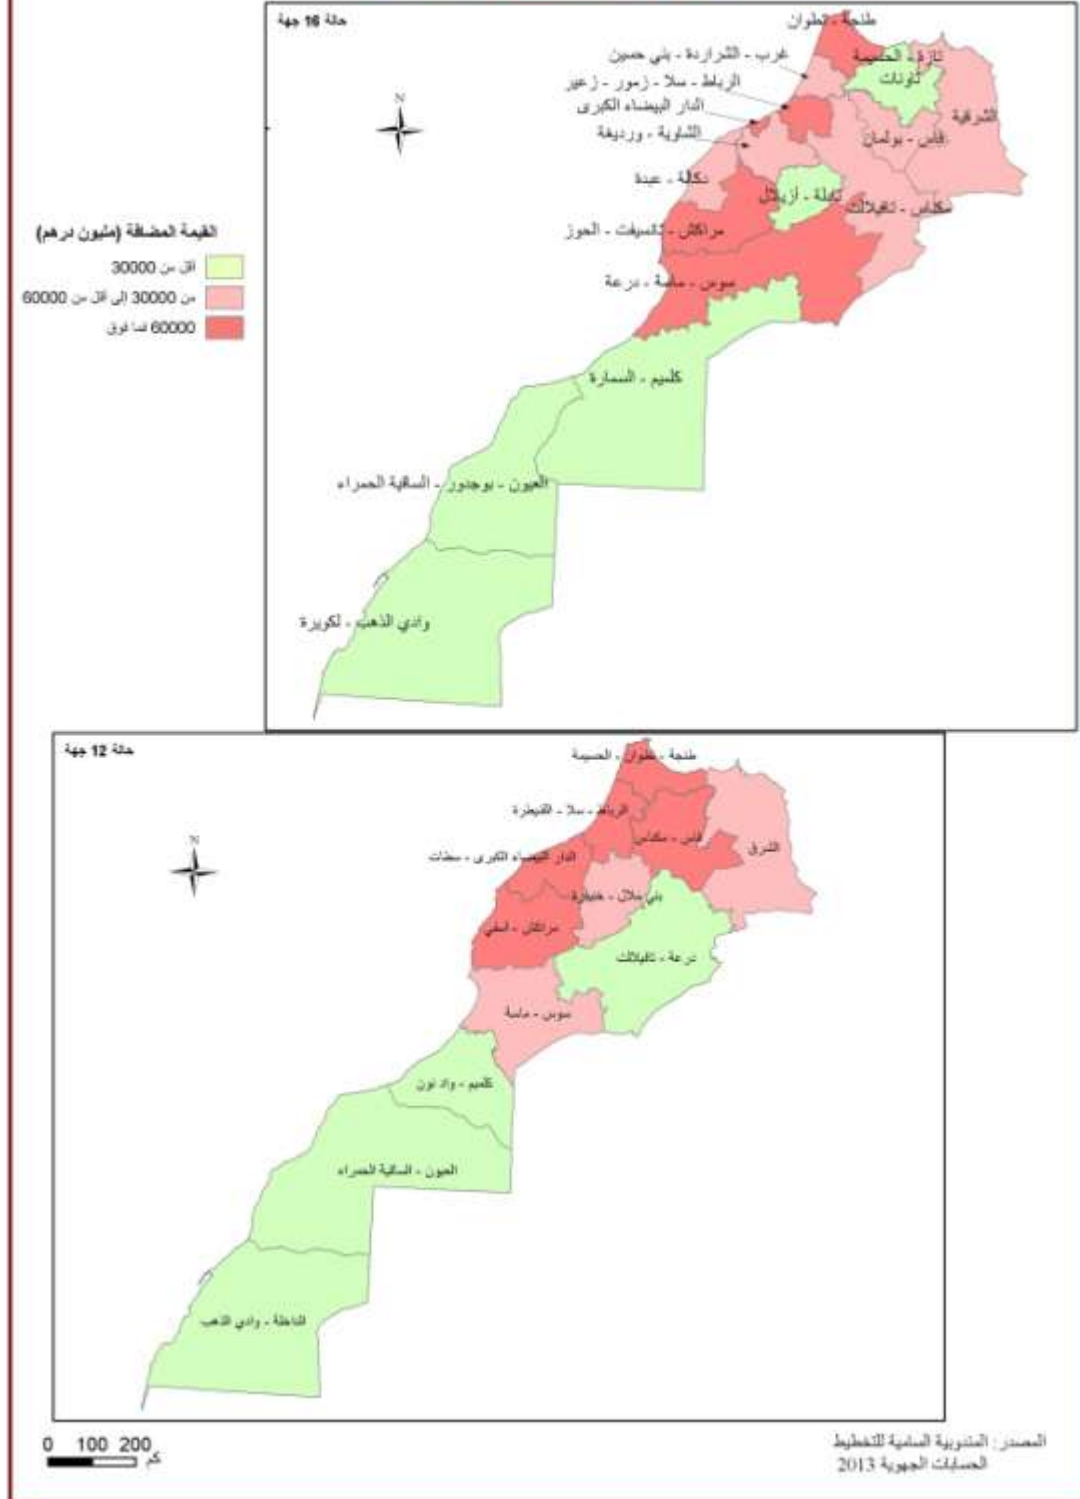 حالة 16 جهة
طنجة - تطوان
غرب - الشراردة - بني حسين
تازة - الحسيمة
تاونات
الرباط - سلا - زمور - زعير
الدار البيضاء الكبرى
الشرقية
الشاوية - ورديغة
فاس - بولمان
دكالة - عبدة
تادلة - أزيلال
مكناس - تافيلالت
مراكش - تانسيفت - الحوز
سوس - ماسة - درعة
كلميم - السمارة
العيون - بوجدور - الساقية الحمراء
وادي الذهب - لكويرة
N
القيمة المضافة (مليون درهم)
أقل من 30000
من 30000 إلى أقل من 60000
60000 فما فوق
حالة 12 جهة
طنجة - تطوان - الحسيمة
الرباط - سلا - القنيطرة
فاس - مكناس
الشرق
الدار البيضاء الكبرى - سطات
بني ملال - خنيفرة
مراكش - أسفي
درعة - تافيلالت
سوس - ماسة
كلميم - واد نون
العيون - الساقية الحمراء
الداخلة - وادي الذهب
N
0 100 200
كم
المصدر: المندوبية السامية للتخطيط
الحسابات الجهوية 2013